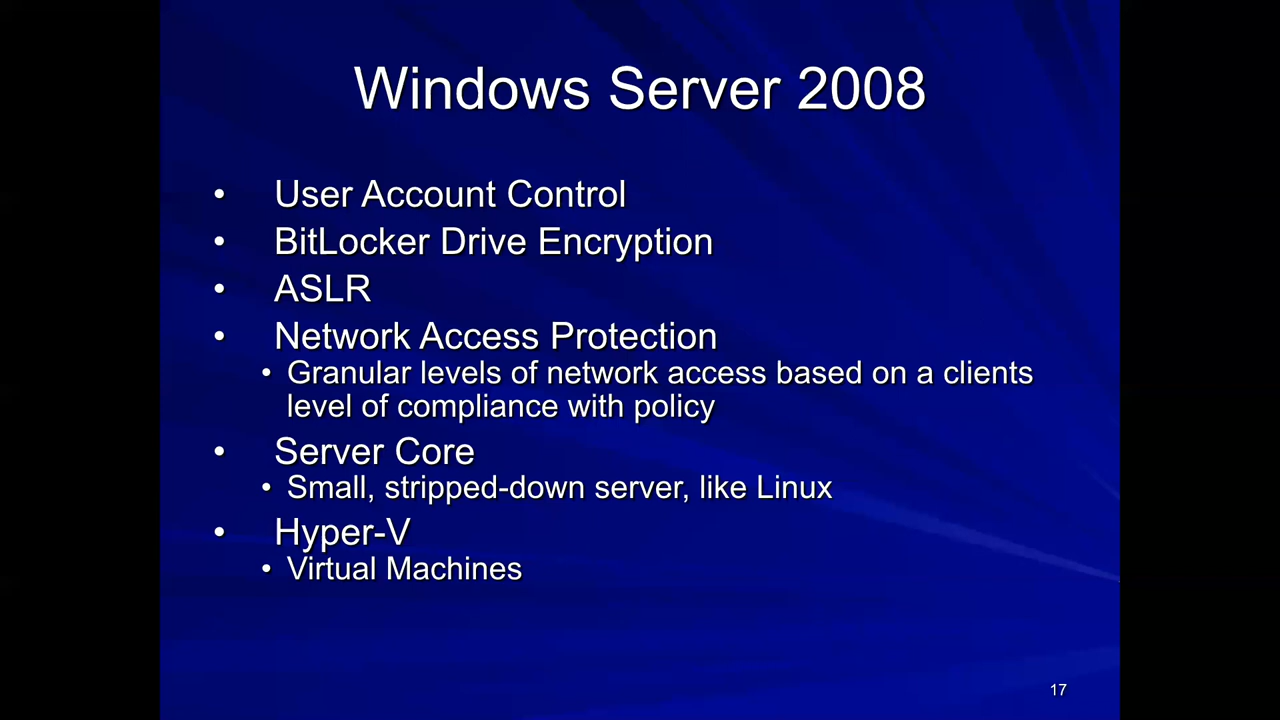 Windows Server 2008
• User Account Control
• BitLocker Drive Encryption
• ASLR
• Network Access Protection
• Granular levels of network access based on a clients
level of compliance with policy
• Server Core
• Small, stripped-down server, like Linux
• Hyper-V
• Virtual Machines
17